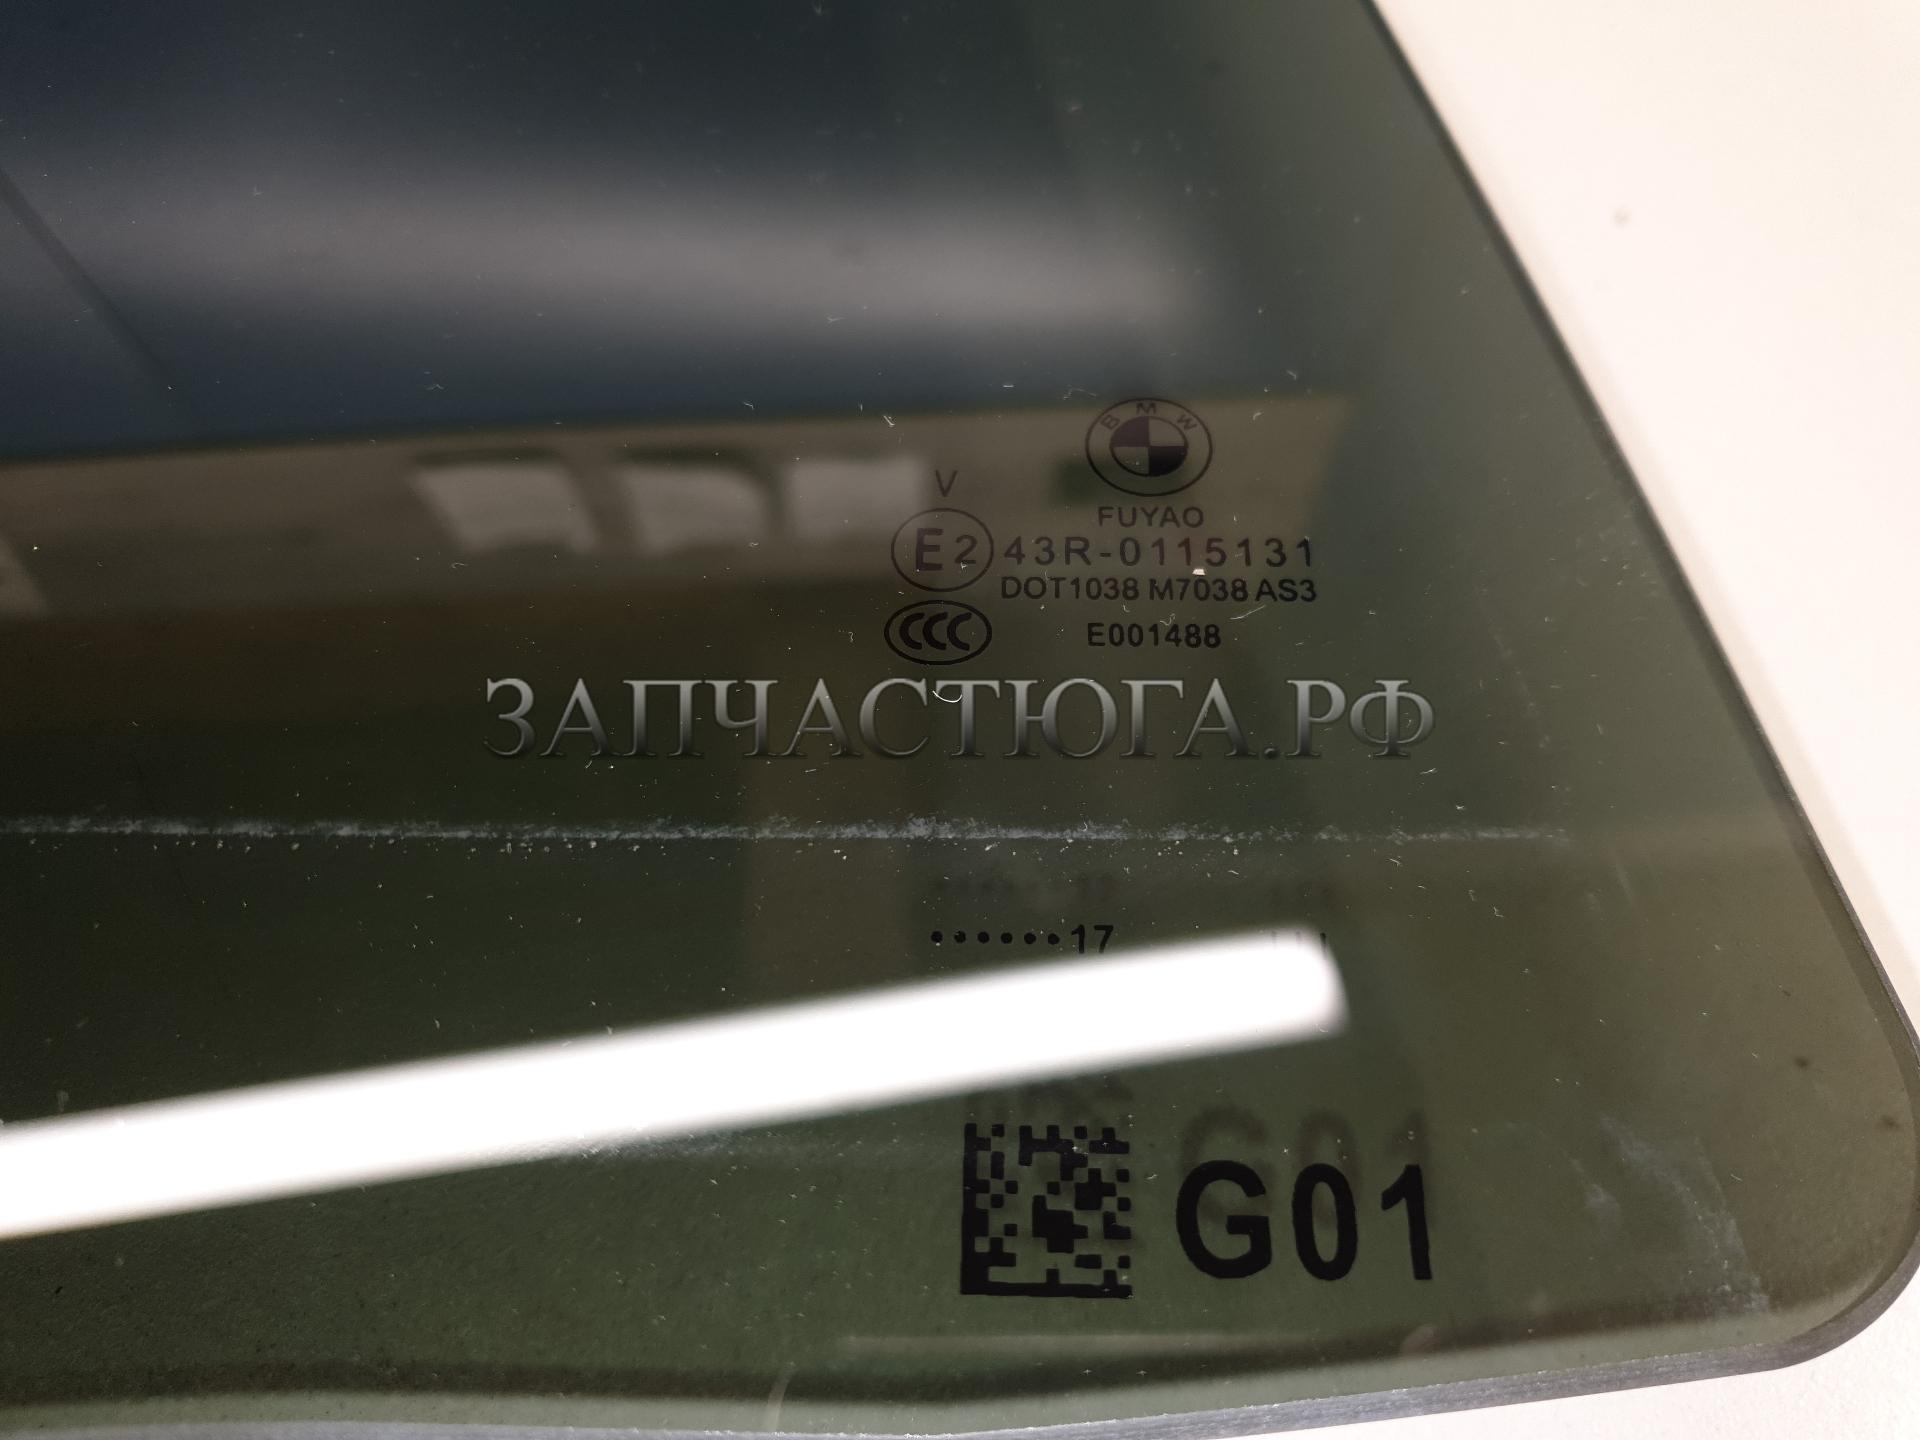 BMW
V
FUYAO
E2 43R-0115131
DOT1038 M7038 AS3
CCC E001488
ЗАПЧАСТЮГА.РФ
......17
G01